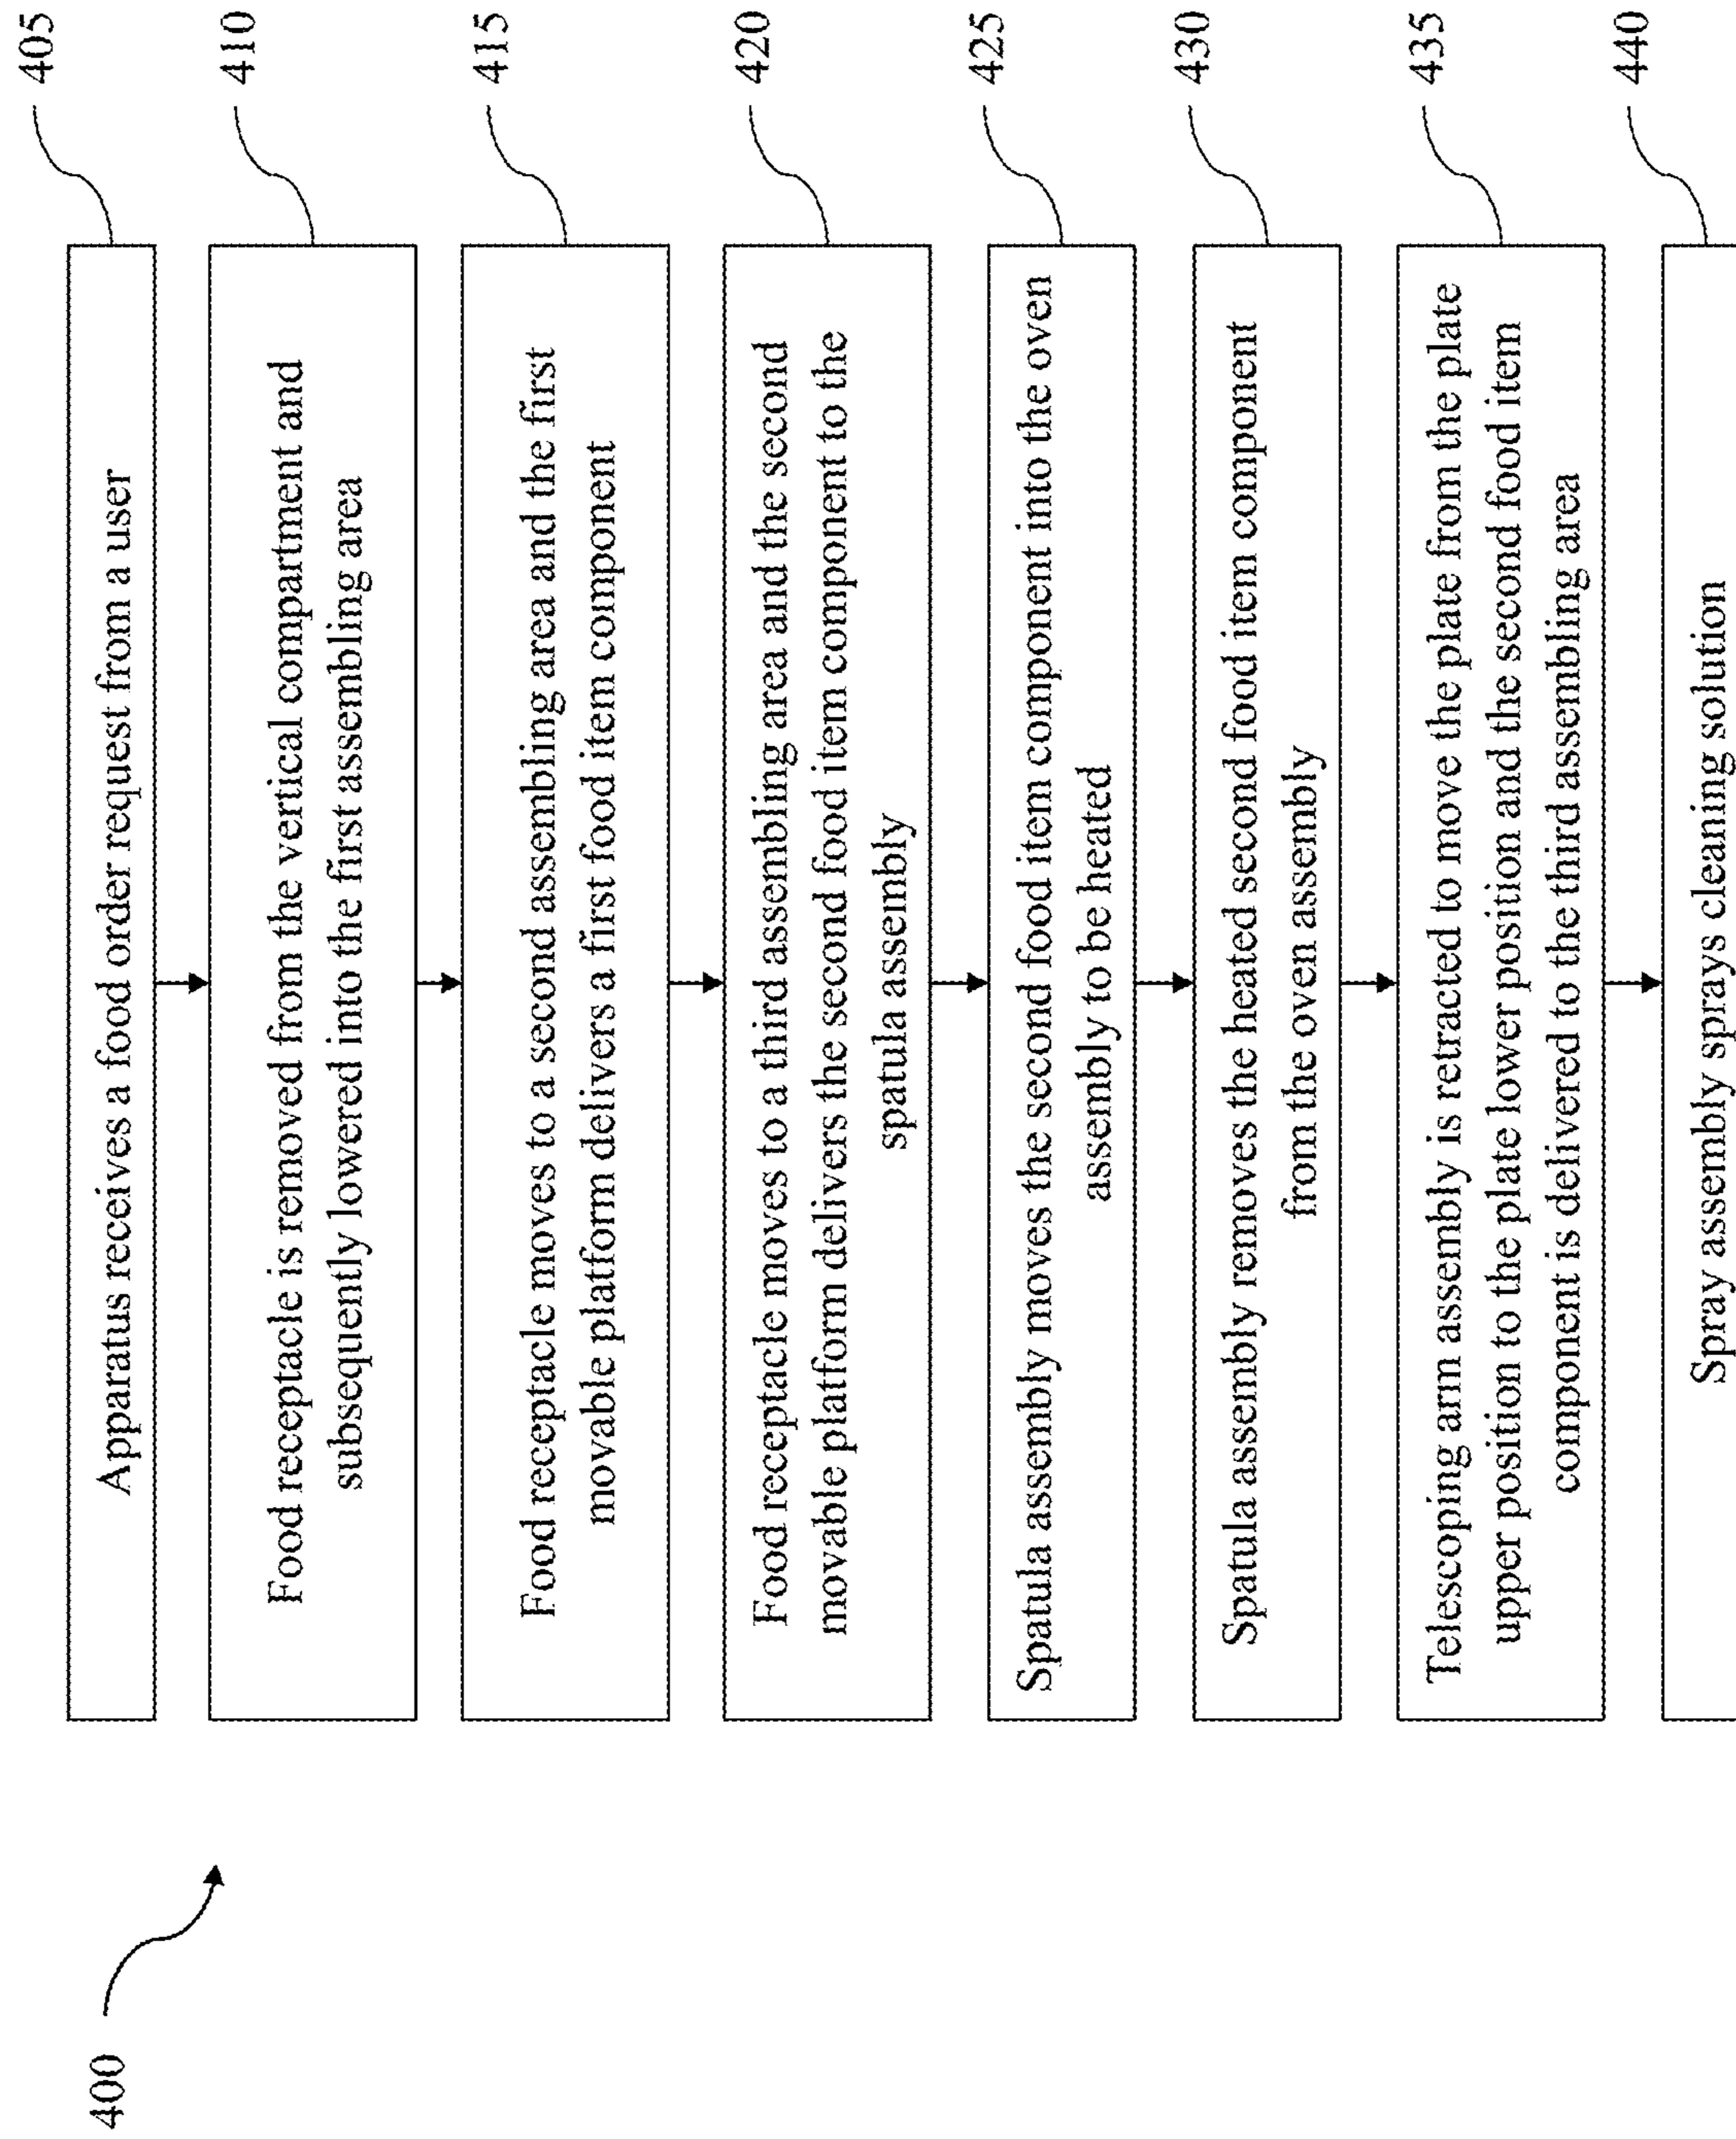 400
Apparatus receives a food order request from a user
405
Food receptacle is removed from the vertical compartment and
subsequently lowered into the first assembling area
410
Food receptacle moves to a second assembling area and the first
movable platform delivers a first food item component
415
Food receptacle moves to a third assembling area and the second
movable platform delivers the second food item component to the
spatula assembly
420
Spatula assembly moves the second food item component into the oven
assembly to be heated
425
Spatula assembly removes the heated second food item component
from the oven assembly
430
Telescoping arm assembly is retracted to move the plate from the plate
upper position to the plate lower position and the second food item
component is delivered to the third assembling area
435
Spray assembly sprays cleaning solution
440